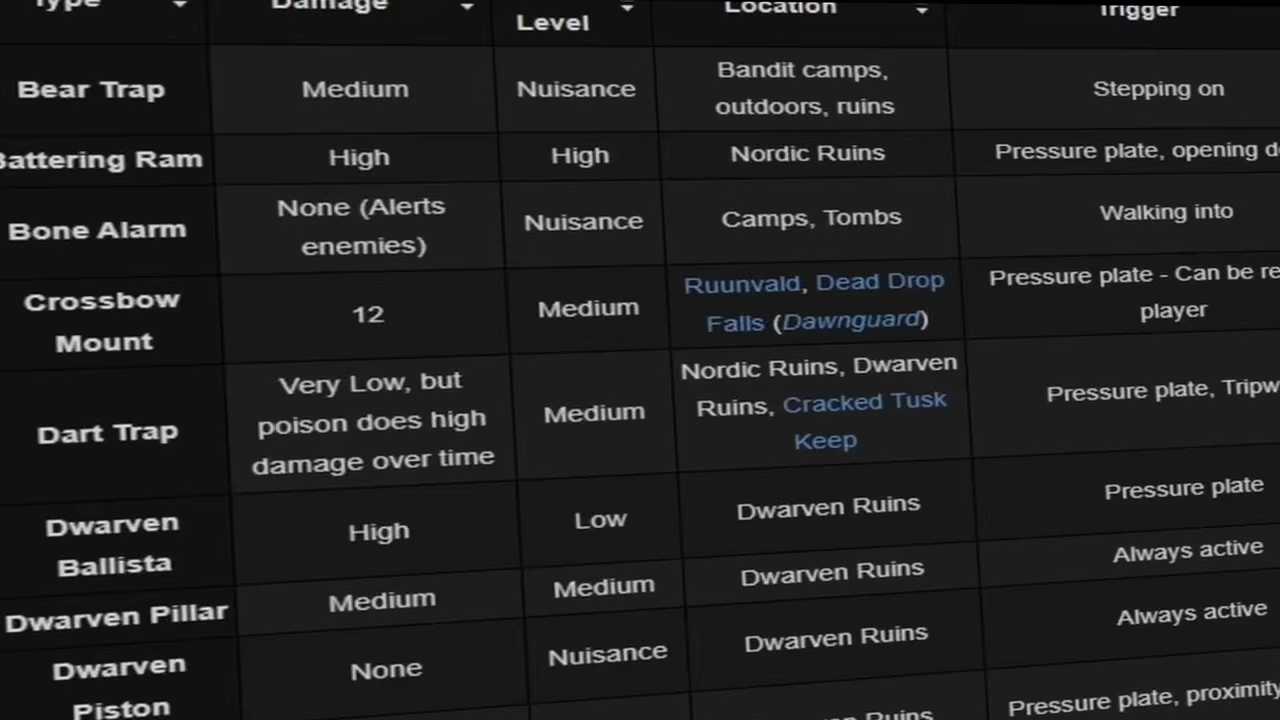 Type Damage Level Location Trigger
Bear Trap Medium Nuisance Bandit camps,
outdoors, ruins Stepping on
Battering Ram High High Nordic Ruins Pressure plate, opening
Bone Alarm None (Alerts
enemies) Nuisance Camps, Tombs Walking into
Crossbow
Mount 12 Medium Ruunvald, Dead Drop
Falls (Dawnguard) Pressure plate - Can be
player
Dart Trap Very Low, but
poison does high
damage over time Medium Nordic Ruins, Dwarven
Ruins, Cracked Tusk
Keep Pressure plate,
Dwarven
Ballista High Low Dwarven Ruins Pressure plate
Dwarven Pillar Medium Medium Dwarven Ruins Always active
Dwarven
Piston None Nuisance Dwarven Ruins Always active
Dwarven Ruins Pressure plate, proximity